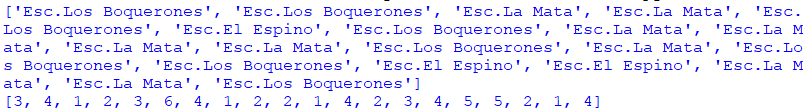 ['Esc.Los Boquerones', 'Esc.Los Boquerones', 'Esc.La Mata', 'Esc.La Mata', 'Esc.
Los Boquerones', 'Esc.El Espino', 'Esc.Los Boquerones', 'Esc.La Mata', 'Esc.La M
ata', 'Esc.La Mata', 'Esc.La Mata', 'Esc.Los Boquerones', 'Esc.La Mata', 'Esc.Lo
s Boquerones', 'Esc.Los Boquerones', 'Esc.El Espino', 'Esc.El Espino', 'Esc.La M
ata', 'Esc.La Mata', 'Esc.Los Boquerones']
[3, 4, 1, 2, 3, 6, 4, 1, 2, 2, 1, 4, 2, 3, 4, 5, 5, 2, 1, 4]